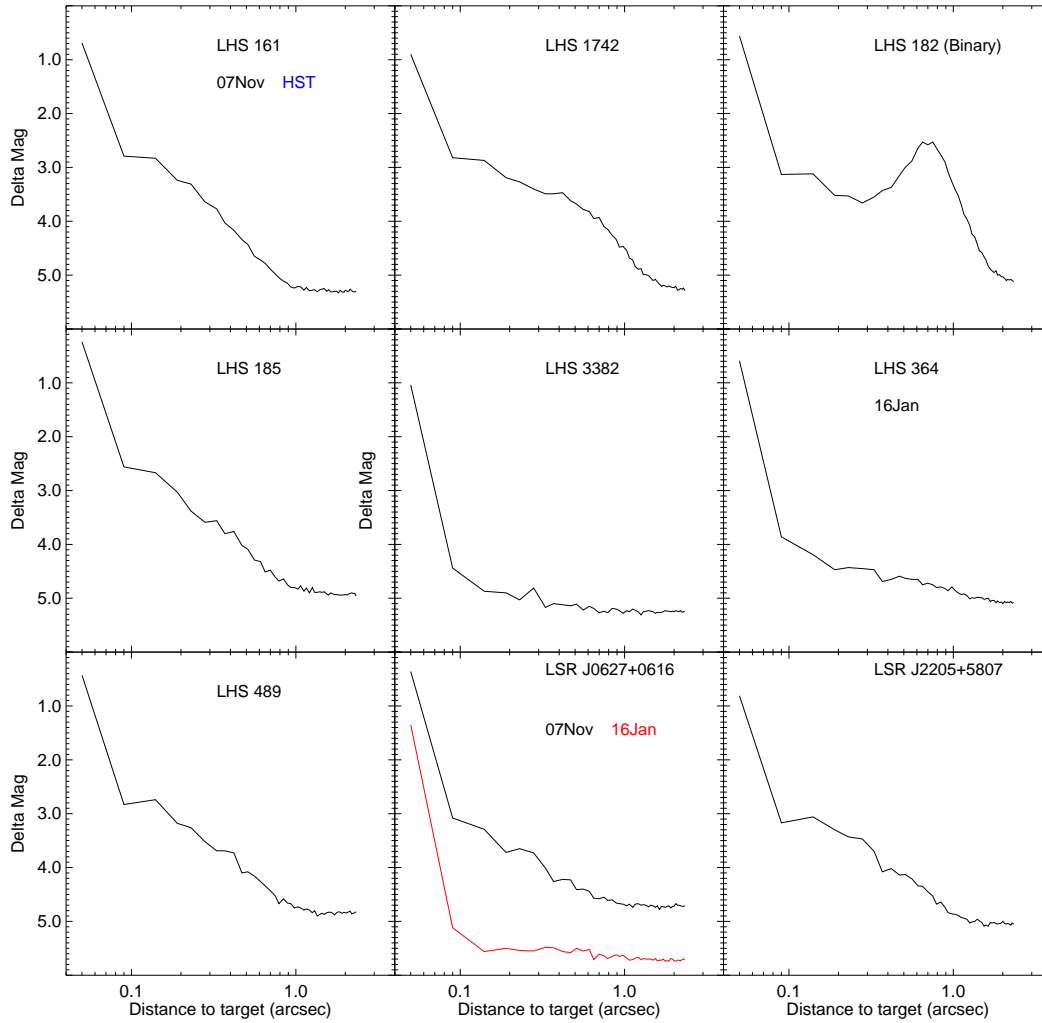 LHS 161
LHS 1742
LHS 182 (Binary)
07Nov HST
1.0
2.0
3.0
4.0
5.0
Delta Mag
LHS 185
LHS 3382
LHS 364
16Jan
1.0
2.0
3.0
4.0
5.0
Delta Mag
Delta Mag
LHS 489
LSR J0627+0616
LSR J2205+5807
07Nov 16Jan
1.0
2.0
3.0
4.0
5.0
Delta Mag
0.1 1.0
0.1 1.0
0.1 1.0
Distance to target (arcsec)
Distance to target (arcsec)
Distance to target (arcsec)